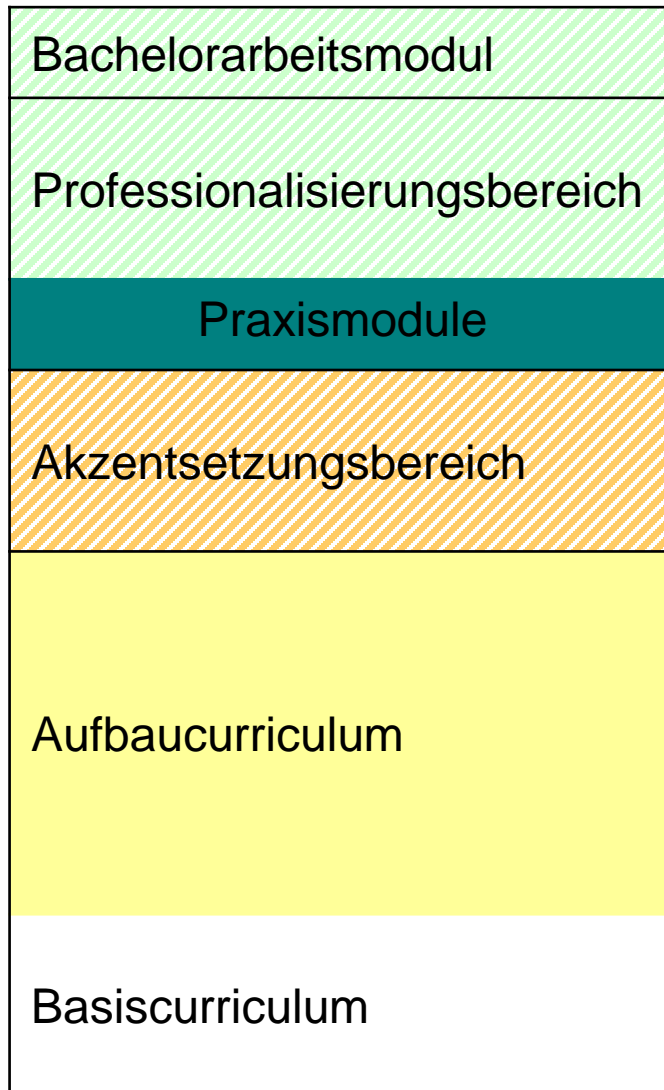 Bachelorarbeitsmodul
Professionalisierungsbereich
Praxismodule
Akzentsetzungsbereich
Aufbaucurriculum
Basiscurriculum